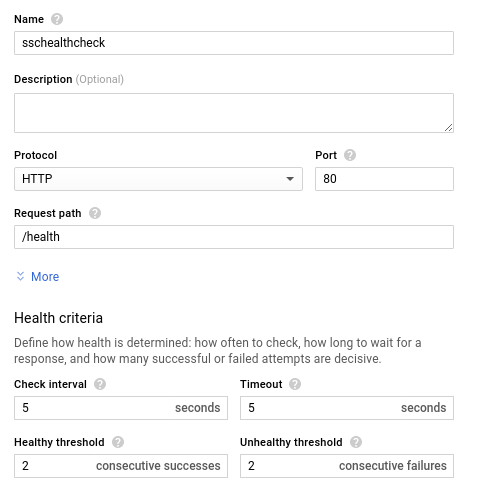 Name ?
sschealthcheck
Description (Optional)
Protocol Port ?
HTTP 80
Request path ?
/health
More
Health criteria
Define how health is determined: how often to check, how long to wait for a
response, and how many successful or failed attempts are decisive.
Check interval ? Timeout ?
5 seconds 5 seconds
Healthy threshold ? Unhealthy threshold ?
2 consecutive successes 2 consecutive failures